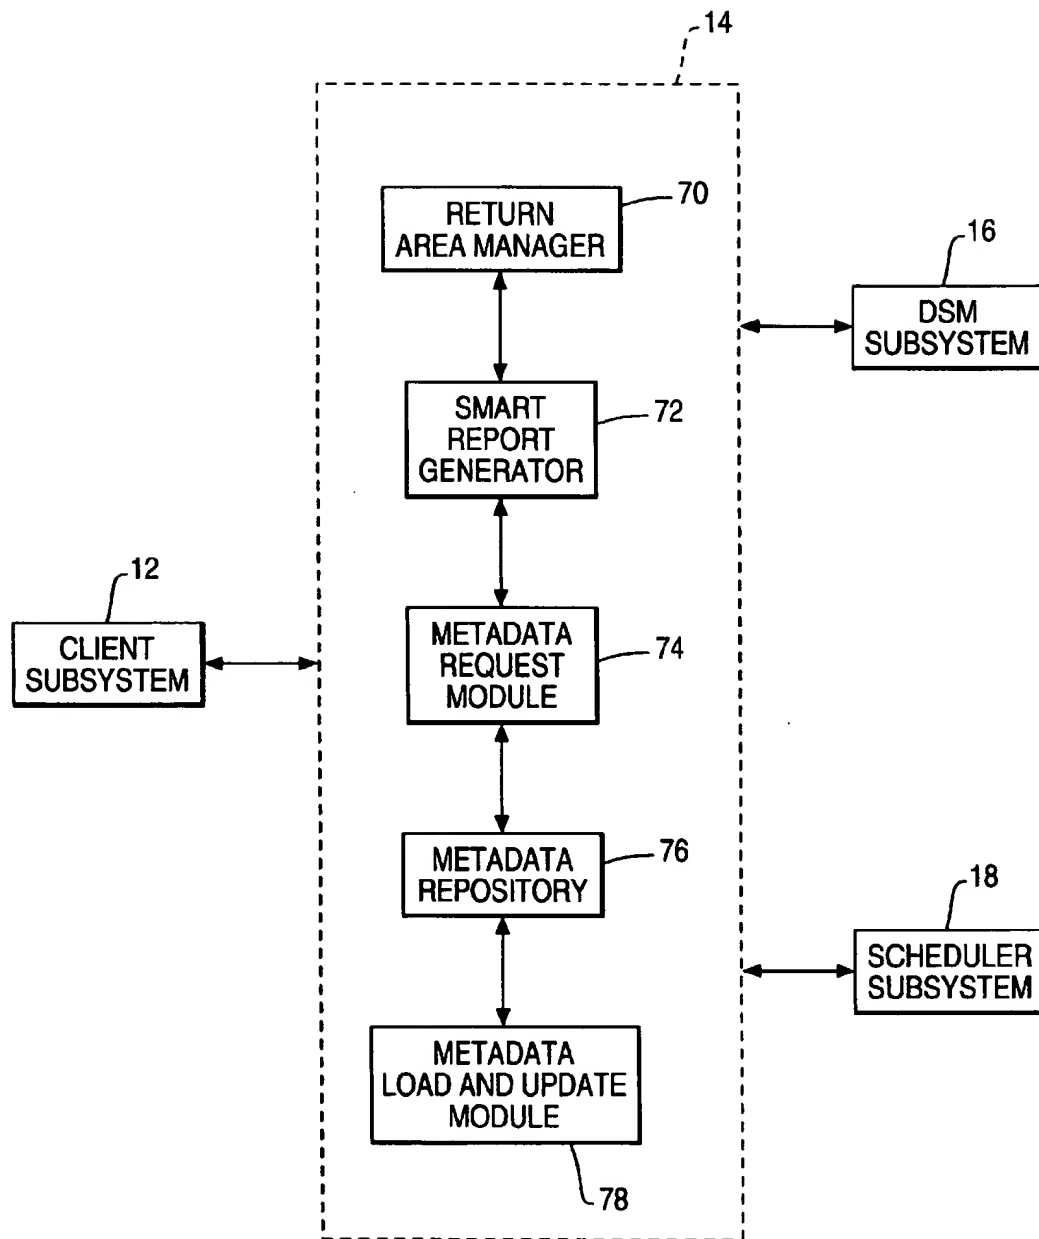 14
RETURN
AREA MANAGER
70
16
DSM
SUBSYSTEM
SMART
REPORT
GENERATOR
72
12
CLIENT
SUBSYSTEM
METADATA
REQUEST
MODULE
74
METADATA
REPOSITORY
76
18
SCHEDULER
SUBSYSTEM
METADATA
LOAD AND UPDATE
MODULE
78